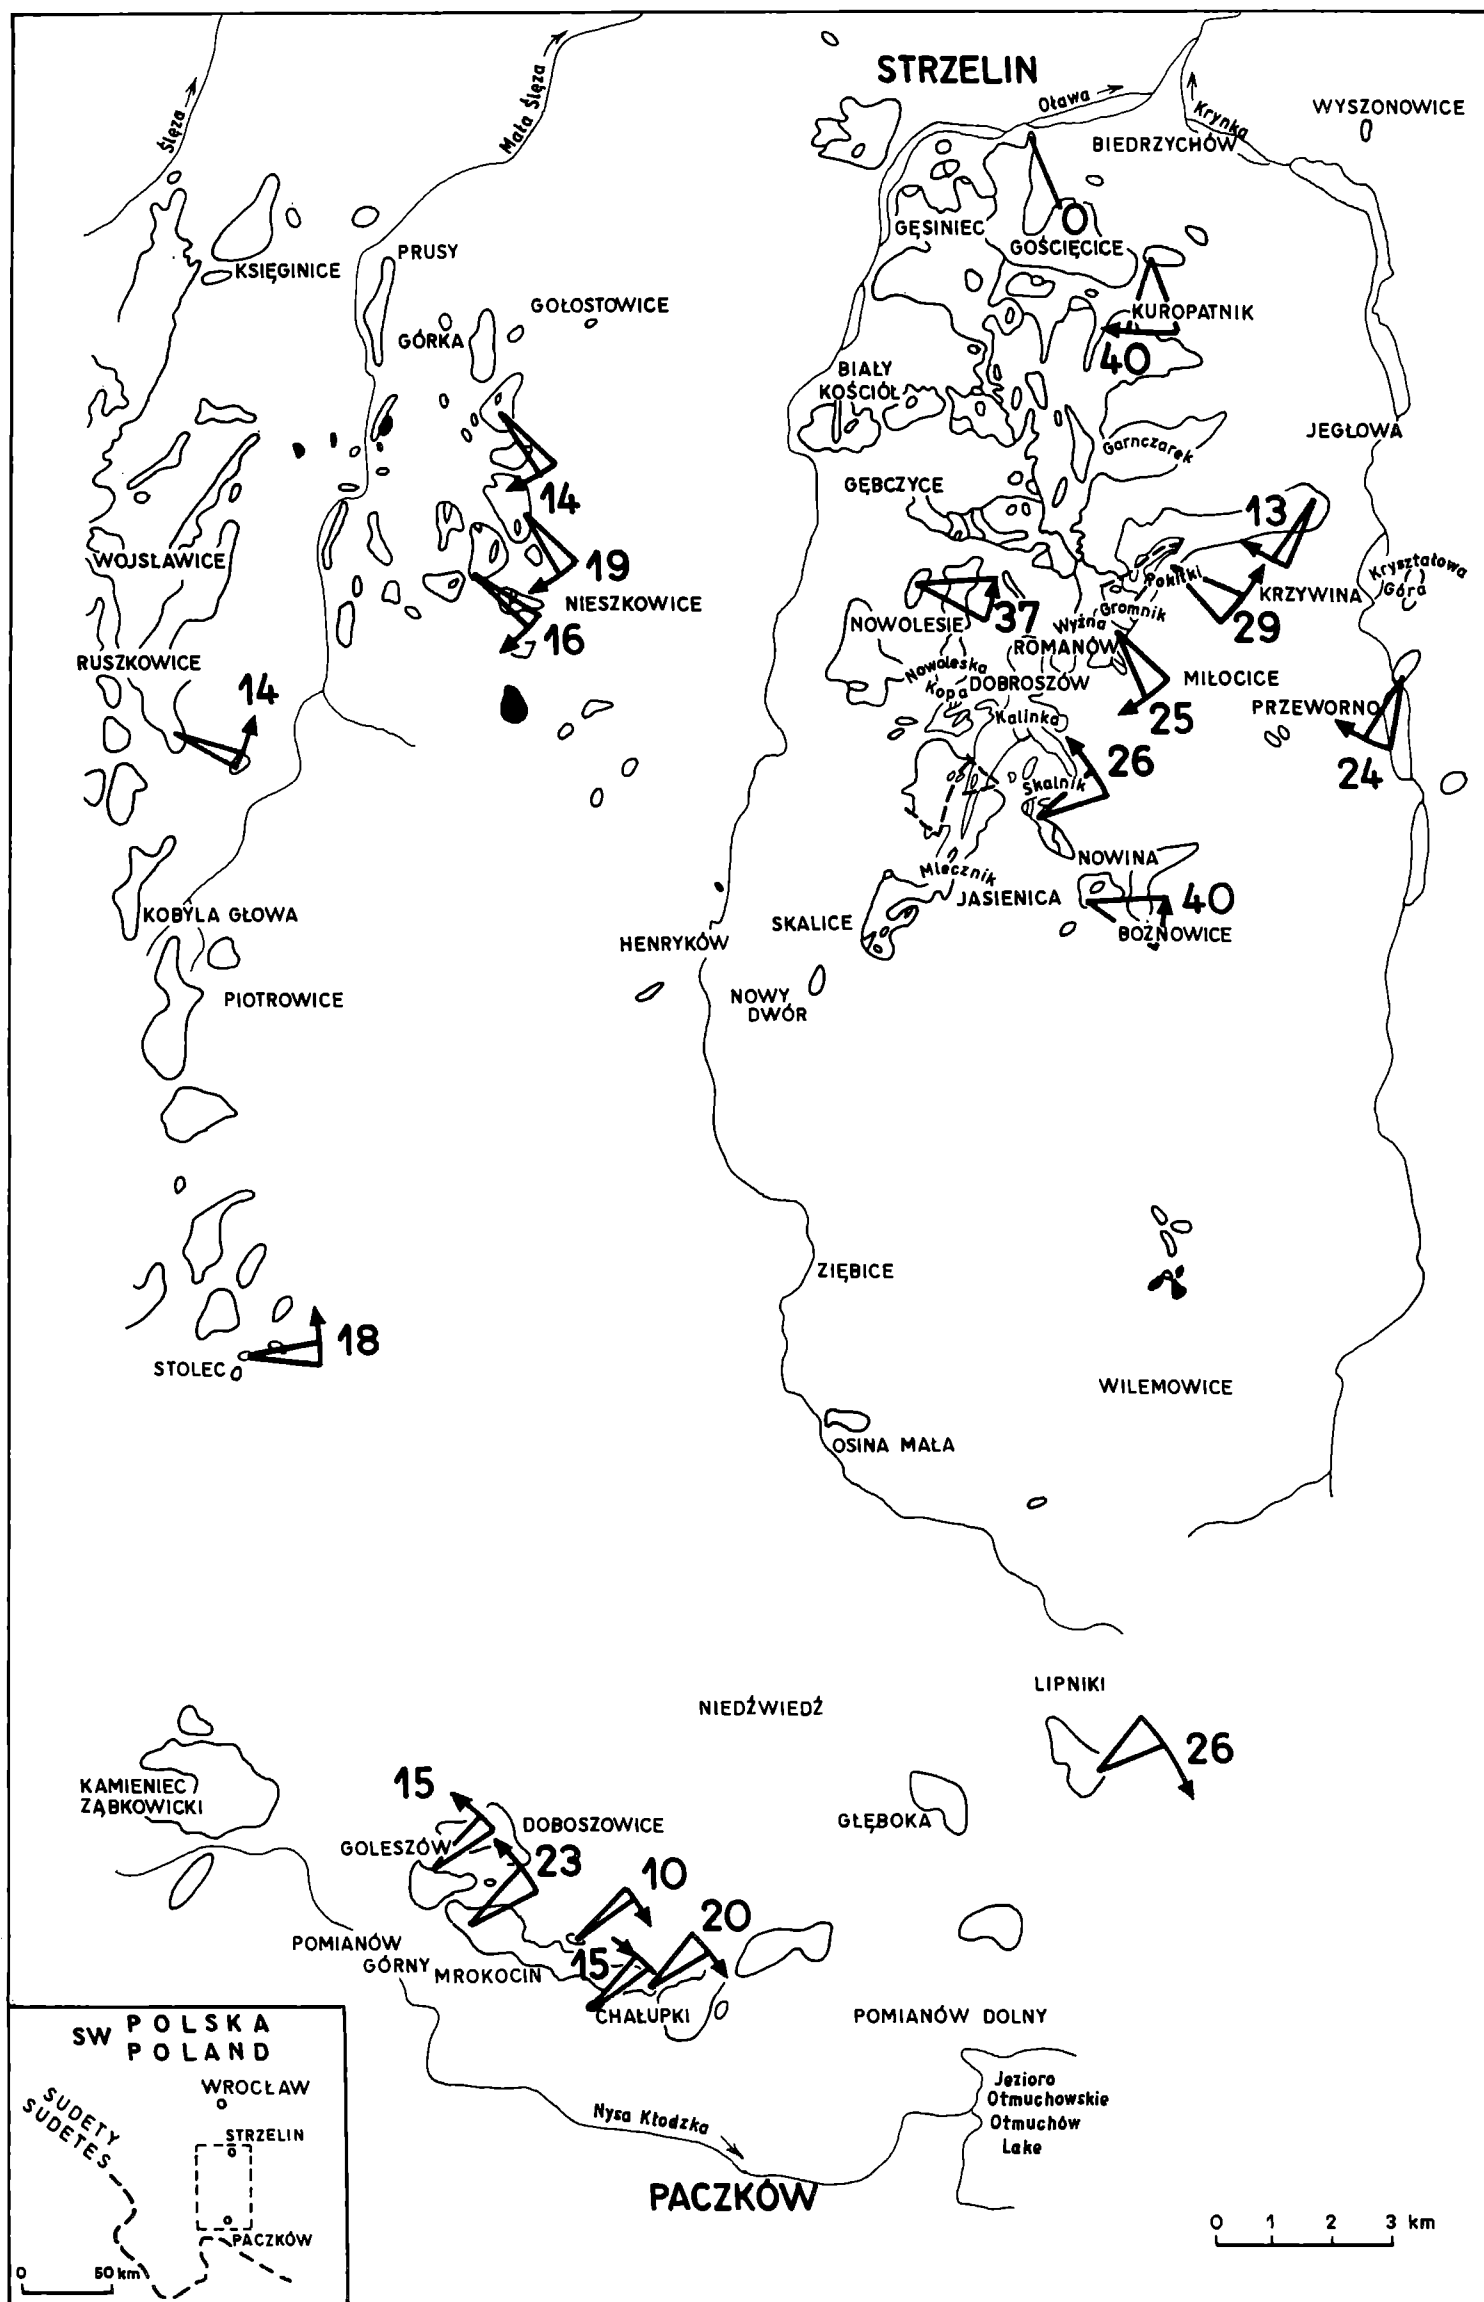 STRZELIN
Ślęza
Mała Ślęza
Oława
Krynka
WYSZONOWICE
BIEDRZYCHÓW
GĘSINIEC
0
GOŚCIĘCICE
PRUSY
KSIĘGINICE
GOŁOSTOWICE
KUROPATNIK
40
GÓRKA
BIAŁY
KOŚCIÓŁ
JEGŁOWA
Garnczarek
GĘBCZYCE
14
13
WOJSŁAWICE
19
Pokitki
Kryształowa
Góra
KRZYWINA
NIESZKOWICE
Gromnik
37
NOWOLESIE
Wyżna
29
16
ROMANÓW
RUSZKOWICE
Nowoleska
Kopa
DOBROSZÓW
MIŁOCICE
14
PRZEWORNO
Kalinka
25
26
24
Skalnik
NOWINA
Mlecznik
JASIENICA
40
KOBYLA GŁOWA
SKALICE
BOŻNOWICE
HENRYKÓW
PIOTROWICE
NOWY
DWÓR
ZIĘBICE
18
STOLEC
WILEMOWICE
OSINA MAŁA
LIPNIKI
NIEDŹWIEDŹ
26
KAMIENIEC
ZĄBKOWICKI
15
DOBOSZOWICE
GŁĘBOKA
GOLESZÓW
23
10
20
POMIANÓW
GÓRNY
MROKOCIN
15
CHAŁUPKI
POMIANÓW DOLNY
Jezioro
Otmuchowskie
Otmuchów
Lake
Nysa Kłodzka
PACZKÓW
SW POLSKA
POLAND
WROCŁAW
SUDETY
SUDETES
STRZELIN
PACZKÓW
0 50 km
0 1 2 3 km